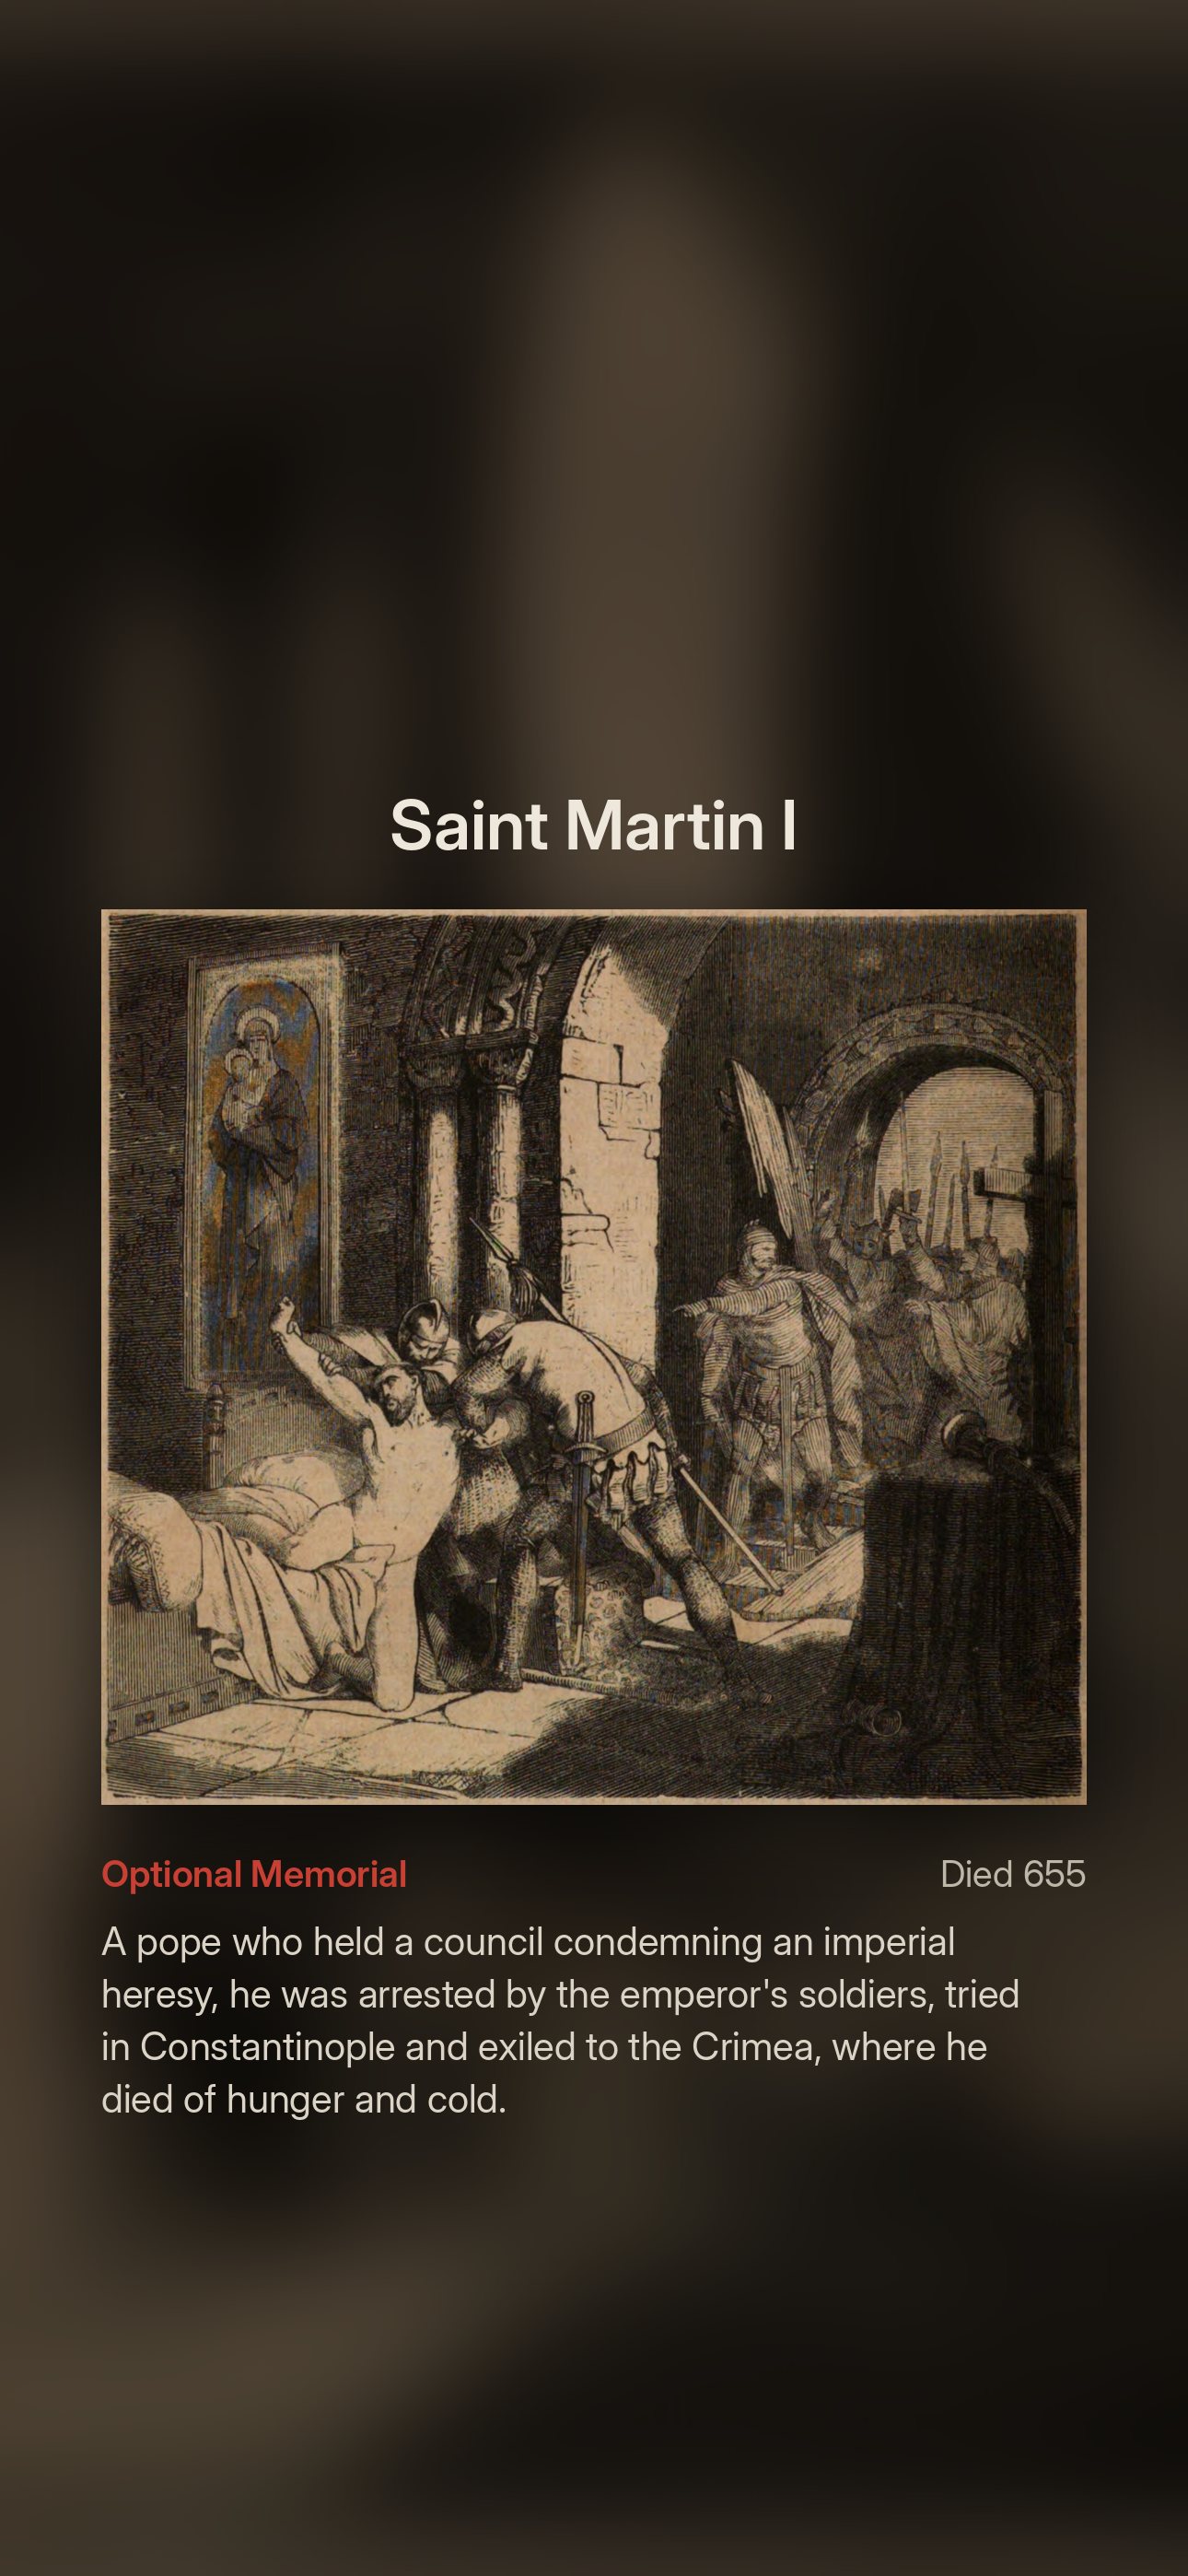 Saint Martin I
Optional Memorial
Died 655
A pope who held a council condemning an imperial
heresy, he was arrested by the emperor's soldiers, tried
in Constantinople and exiled to the Crimea, where he
died of hunger and cold.